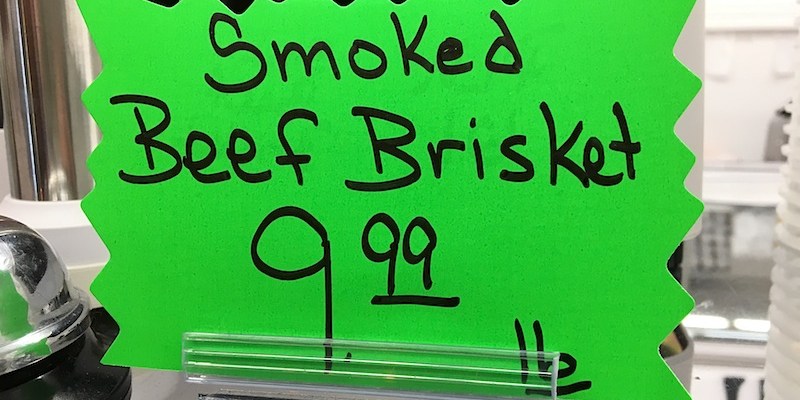 Smoked
Beef Brisket
9.99
lb